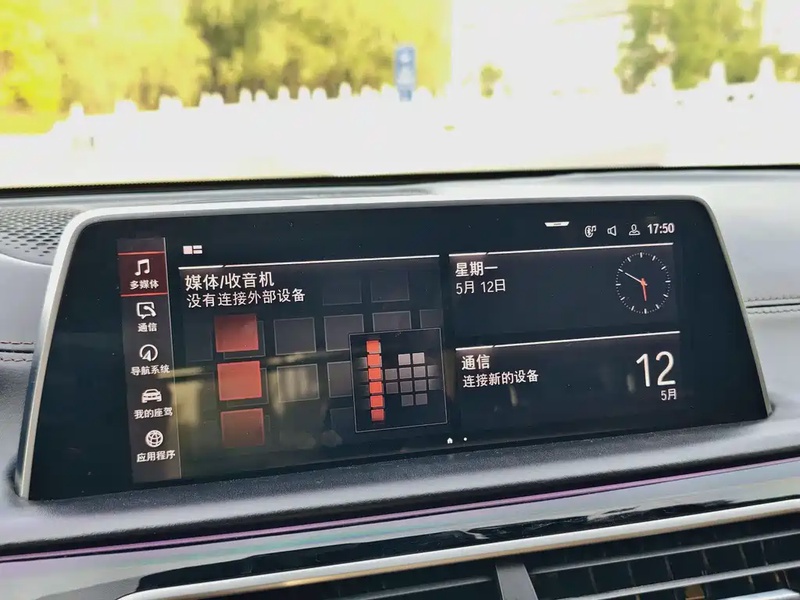 17:50
多媒体
通信
导航系统
我的座驾
应用程序
媒体/收音机
没有连接外部设备
星期一
5月 12日
通信
连接新的设备
12
5月